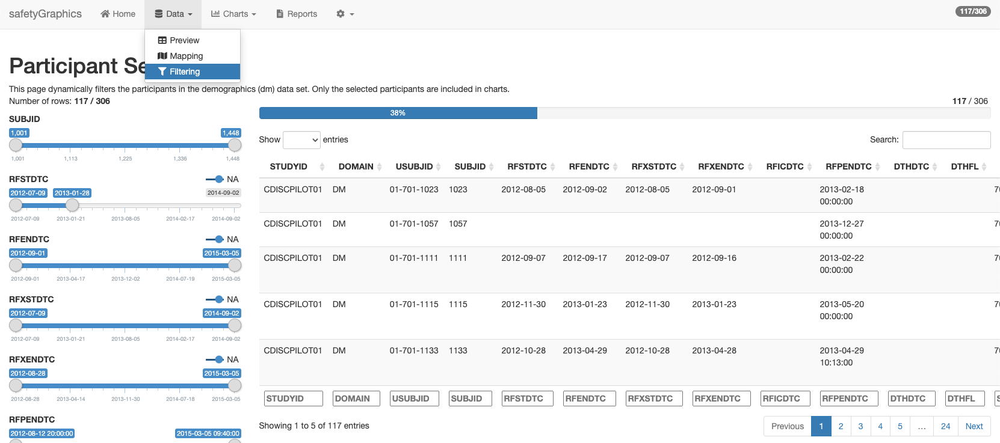 safetyGraphics Home Data Charts Reports 117/306
Preview
Mapping
Filtering
Participant Se
This page dynamically filters the participants in the demographics (dm) data set. Only the selected participants are included in charts.
Number of rows: 117 / 306
117 / 306
38%
SUBJID
1,001 1,448
1,001 1,113 1,225 1,336 1,448
RFSTDTC NA
2012-07-09 2013-01-28 2014-09-02
2012-07-09 2013-01-21 2013-08-05 2014-02-17 2014-09-02
RFENDTC NA
2012-09-01 2015-03-05
2012-09-01 2013-04-17 2013-12-02 2014-07-19 2015-03-05
RFXSTDTC NA
2012-07-09 2014-09-02
2012-07-09 2013-01-21 2013-08-05 2014-02-17 2014-09-02
RFXENDTC NA
2012-08-28 2015-03-05
2012-08-28 2013-04-14 2013-11-30 2014-07-18 2015-03-05
RFPENDTC
2012-08-12 20:00:00 2015-03-05 09:40:00
Show entries Search:
STUDYID DOMAIN USUBJID SUBJID RFSTDTC RFENDTC RFXSTDTC RFXENDTC RFICDTC RFPENDTC DTHDTC DTHFL
CDISCPILOT01 DM 01-701-1023 1023 2012-08-05 2012-09-02 2012-08-05 2012-09-01 2013-02-18 70
00:00:00
CDISCPILOT01 DM 01-701-1057 1057 2013-12-27 70
00:00:00
CDISCPILOT01 DM 01-701-1111 1111 2012-09-07 2012-09-17 2012-09-07 2012-09-16 2013-02-22 70
00:00:00
CDISCPILOT01 DM 01-701-1115 1115 2012-11-30 2013-01-23 2012-11-30 2013-01-23 2013-05-20 70
00:00:00
CDISCPILOT01 DM 01-701-1133 1133 2012-10-28 2013-04-29 2012-10-28 2013-04-28 2013-04-29 70
10:13:00
STUDYID DOMAIN USUBJID SUBJID RFSTDTC RFENDTC RFXSTDTC RFXENDTC RFICDTC RFPENDTC DTHDTC DTHFL S
Showing 1 to 5 of 117 entries
Previous 1 2 3 4 5 … 24 Next